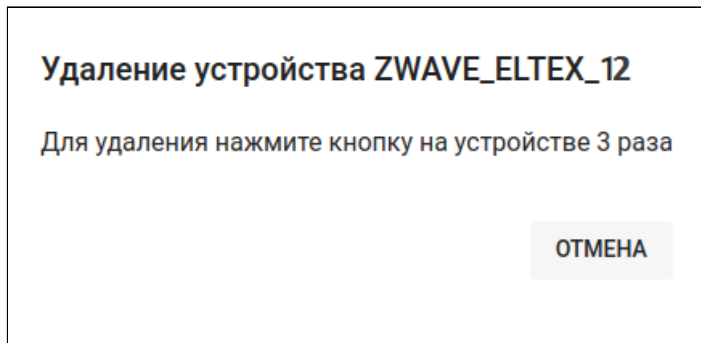 Удаление устройства ZWAVE_ELTEX_12
Для удаления нажмите кнопку на устройстве 3 раза
ОТМЕНА